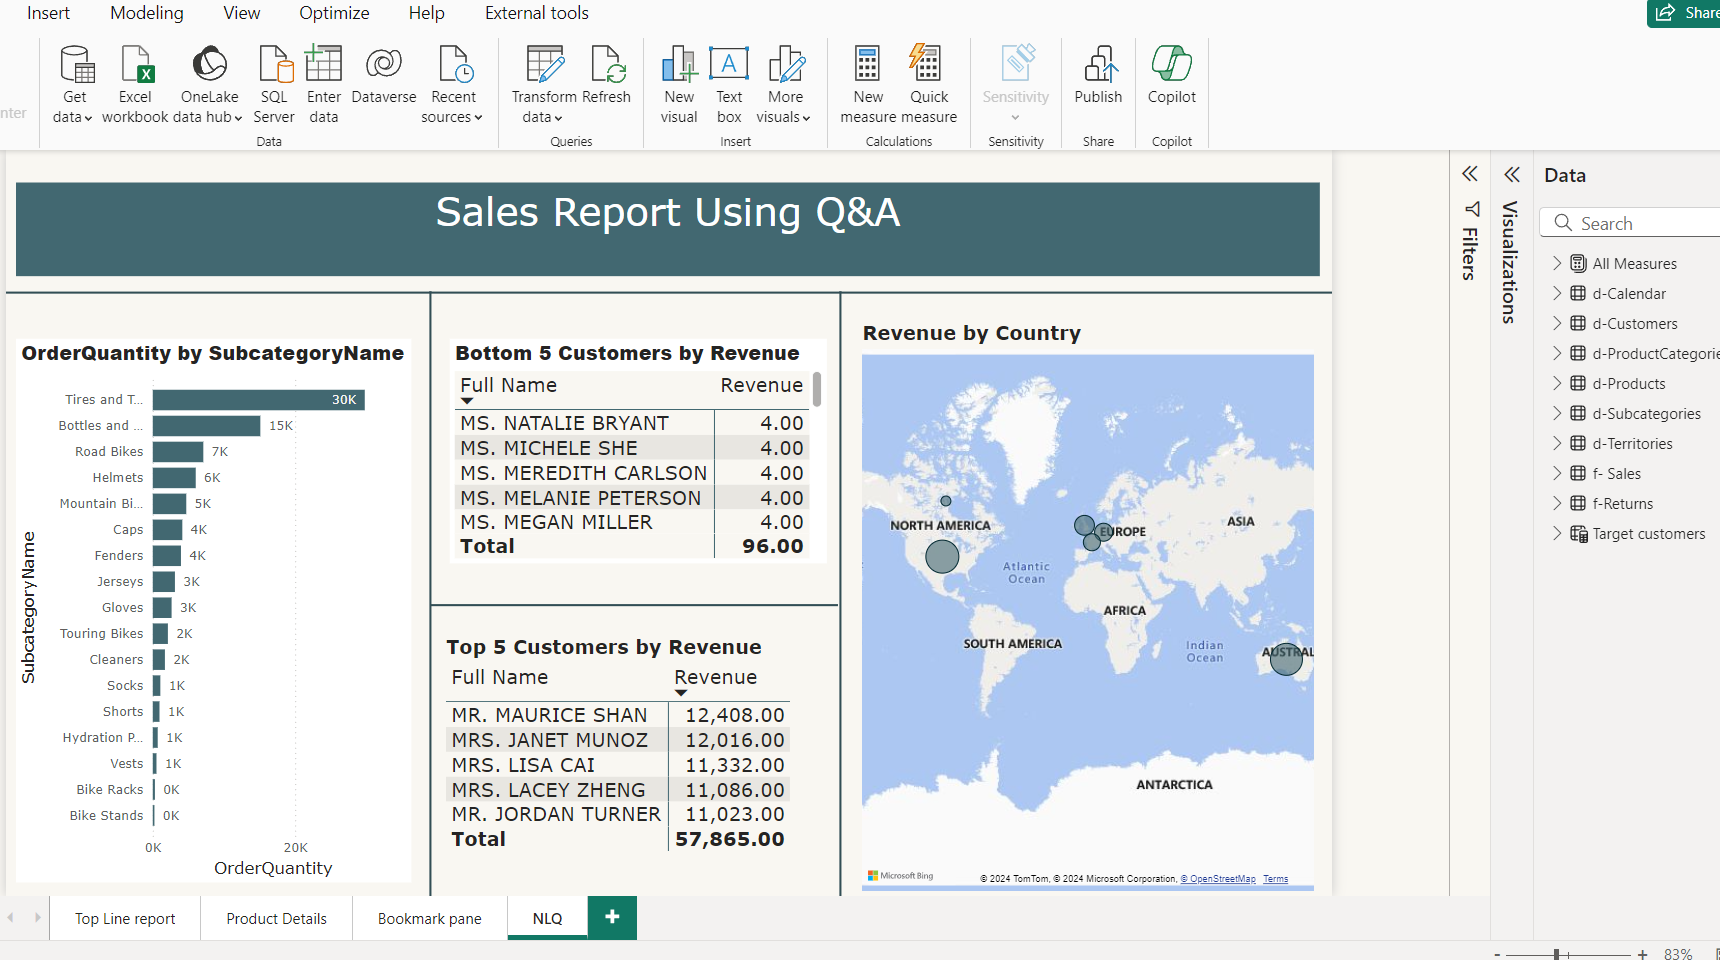 Insert Modeling View Optimize Help External tools
Share
nter
Get data
Excel workbook
OneLake data hub
SQL Server
Enter data
Dataverse
Recent sources
Data
Transform data
Refresh
Queries
New visual
A
Text box
More visuals
Insert
New measure
Quick measure
Calculations
Sensitivity
Sensitivity
Publish
Share
Copilot
Copilot
Sales Report Using Q&A
OrderQuantity by SubcategoryName
SubcategoryName
Tires and T... 30K
Bottles and ... 15K
Road Bikes 7K
Helmets 6K
Mountain Bi... 5K
Caps 4K
Fenders 4K
Jerseys 3K
Gloves 3K
Touring Bikes 2K
Cleaners 2K
Socks 1K
Shorts 1K
Hydration P... 1K
Vests 1K
Bike Racks 0K
Bike Stands 0K
0K 20K
OrderQuantity
Bottom 5 Customers by Revenue
Full Name Revenue
MS. NATALIE BRYANT 4.00
MS. MICHELE SHE 4.00
MS. MEREDITH CARLSON 4.00
MS. MELANIE PETERSON 4.00
MS. MEGAN MILLER 4.00
Total 96.00
Top 5 Customers by Revenue
Full Name Revenue
MR. MAURICE SHAN 12,408.00
MRS. JANET MUNOZ 12,016.00
MRS. LISA CAI 11,332.00
MRS. LACEY ZHENG 11,086.00
MR. JORDAN TURNER 11,023.00
Total 57,865.00
Revenue by Country
NORTH AMERICA
EUROPE
ASIA
Atlantic
Ocean
AFRICA
SOUTH AMERICA
Indian
Ocean
AUSTRAL
ANTARCTICA
Microsoft Bing
© 2024 TomTom, © 2024 Microsoft Corporation, © OpenStreetMap Terms
Filters
Visualizations
Data
Search
All Measures
d-Calendar
d-Customers
d-ProductCategorie
d-Products
d-Subcategories
d-Territories
f- Sales
f-Returns
Target customers
Top Line report Product Details Bookmark pane NLQ +
- + 83%